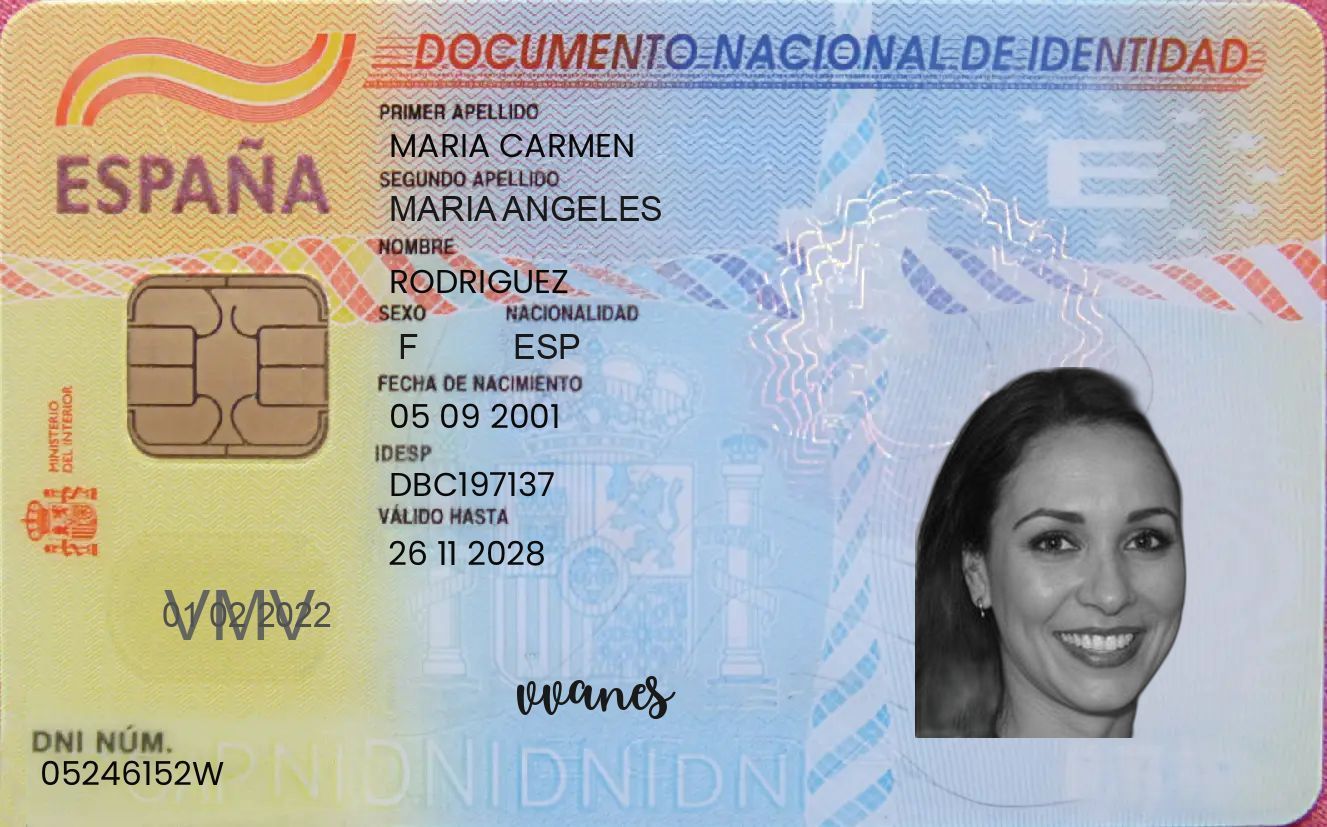 DOCUMENTO NACIONAL DE IDENTIDAD
ESPAÑA
PRIMER APELLIDO
MARIA CARMEN
SEGUNDO APELLIDO
MARIA ANGELES
NOMBRE
RODRIGUEZ
SEXO NACIONALIDAD
F ESP
FECHA DE NACIMIENTO
05 09 2001
IDESP
DBC197137
VÁLIDO HASTA
26 11 2028
MINISTERIO
DEL INTERIOR
E
VMV
01 02 2022
vvanes
DNI NÚM.
05246152W
DNIDNIDNIDNI